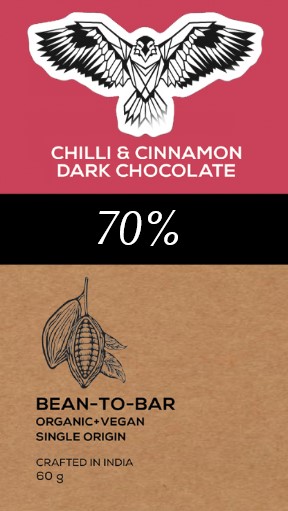 CHILLI & CINNAMON
DARK CHOCOLATE
70%
BEAN-TO-BAR
ORGANIC+VEGAN
SINGLE ORIGIN
CRAFTED IN INDIA
60 g